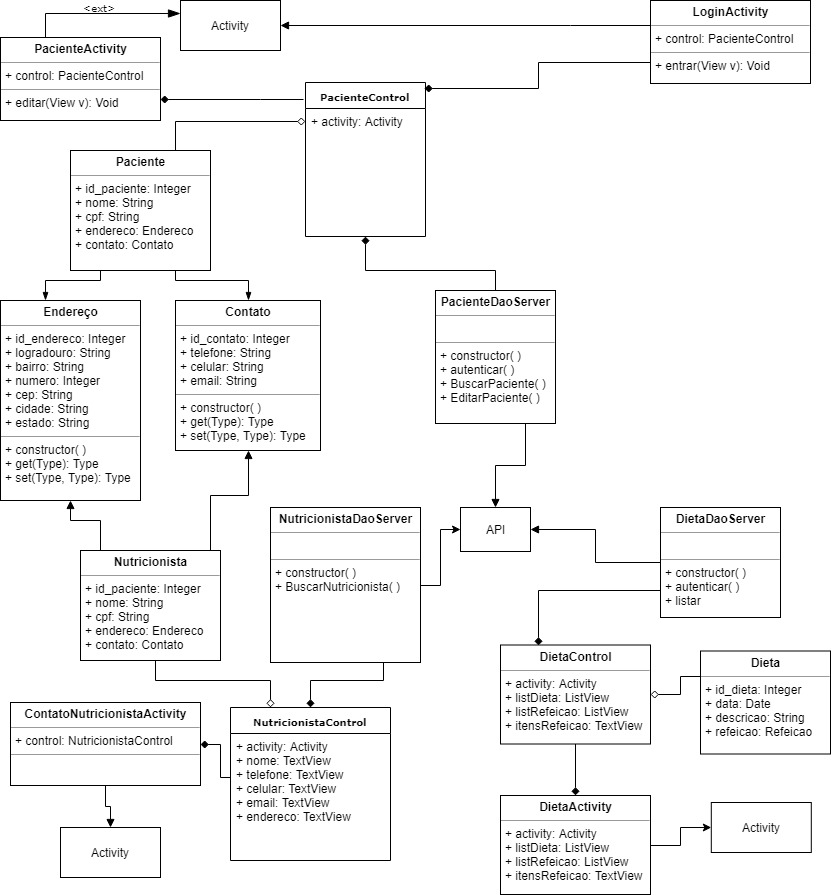 <ext>
Activity
LoginActivity
+ control: PacienteControl
+ entrar(View v): Void
PacienteActivity
+ control: PacienteControl
+ editar(View v): Void
PacienteControl
+ activity: Activity
Paciente
+ id_paciente: Integer
+ nome: String
+ cpf: String
+ endereco: Endereco
+ contato: Contato
Endereço
+ id_endereco: Integer
+ logradouro: String
+ bairro: String
+ numero: Integer
+ cep: String
+ cidade: String
+ estado: String
+ constructor( )
+ get(Type): Type
+ set(Type, Type): Type
Contato
+ id_contato: Integer
+ telefone: String
+ celular: String
+ email: String
+ constructor( )
+ get(Type): Type
+ set(Type, Type): Type
PacienteDaoServer
+ constructor( )
+ autenticar( )
+ BuscarPaciente( )
+ EditarPaciente( )
NutricionistaDaoServer
+ constructor( )
+ BuscarNutricionista( )
API
DietaDaoServer
+ constructor( )
+ autenticar( )
+ listar
Nutricionista
+ id_paciente: Integer
+ nome: String
+ cpf: String
+ endereco: Endereco
+ contato: Contato
DietaControl
+ activity: Activity
+ listDieta: ListView
+ listRefeicao: ListView
+ itensRefeicao: TextView
Dieta
+ id_dieta: Integer
+ data: Date
+ descricao: String
+ refeicao: Refeicao
ContatoNutricionistaActivity
+ control: NutricionistaControl
NutricionistaControl
+ activity: Activity
+ nome: TextView
+ telefone: TextView
+ celular: TextView
+ email: TextView
+ endereco: TextView
DietaActivity
+ activity: Activity
+ listDieta: ListView
+ listRefeicao: ListView
+ itensRefeicao: TextView
Activity
Activity